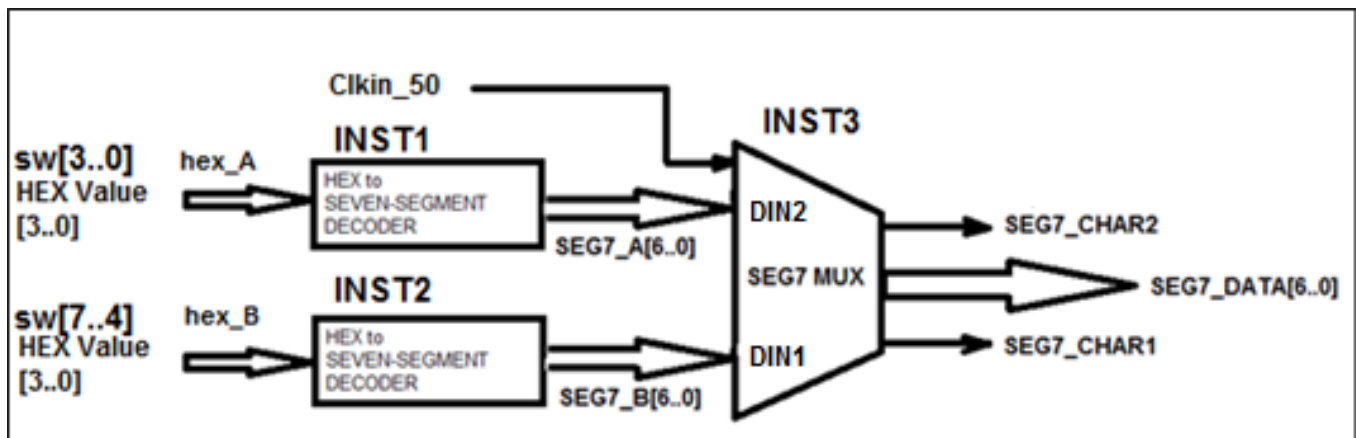 Clkin_50
INST3
INST1
sw[3..0]
hex_A
HEX Value
[3..0]
HEX to
SEVEN-SEGMENT
DECODER
DIN2
SEG7_A[6..0]
SEG7_CHAR2
SEG7 MUX
SEG7_DATA[6..0]
INST2
sw[7..4]
hex_B
HEX Value
[3..0]
HEX to
SEVEN-SEGMENT
DECODER
DIN1
SEG7_B[6..0]
SEG7_CHAR1